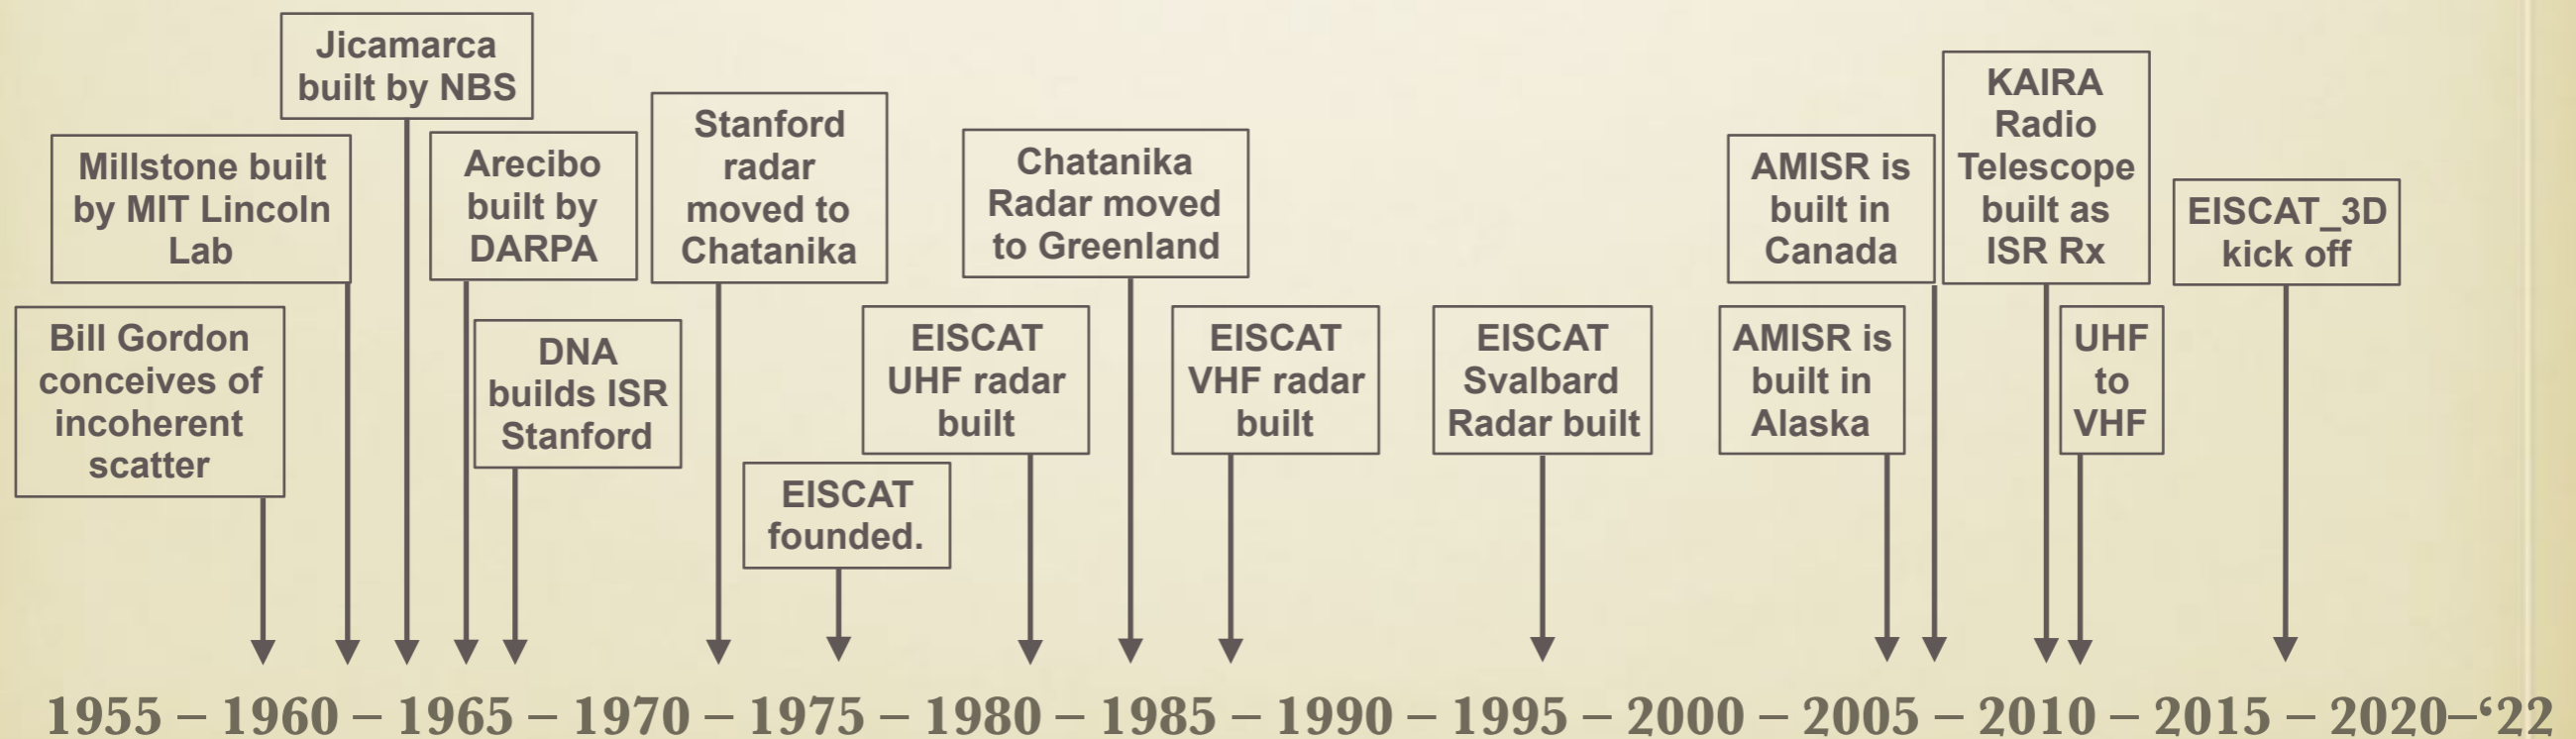 Jicamarca
built by NBS
Millstone built
by MIT Lincoln
Lab
Arecibo
built by
DARPA
Stanford
radar
moved to
Chatanika
Chatanika
Radar moved
to Greenland
AMISR is
built in
Canada
KAIRA
Radio
Telescope
built as
ISR Rx
EISCAT_3D
kick off
Bill Gordon
conceives of
incoherent
scatter
DNA
builds ISR
Stanford
EISCAT
founded.
EISCAT
UHF radar
built
EISCAT
VHF radar
built
EISCAT
Svalbard
Radar built
AMISR is
built in
Alaska
UHF
to
VHF
1955 – 1960 – 1965 – 1970 – 1975 – 1980 – 1985 – 1990 – 1995 – 2000 – 2005 – 2010 – 2015 – 2020–‘22